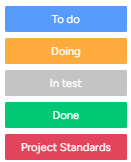 To do
Doing
In test
Done
Project Standards